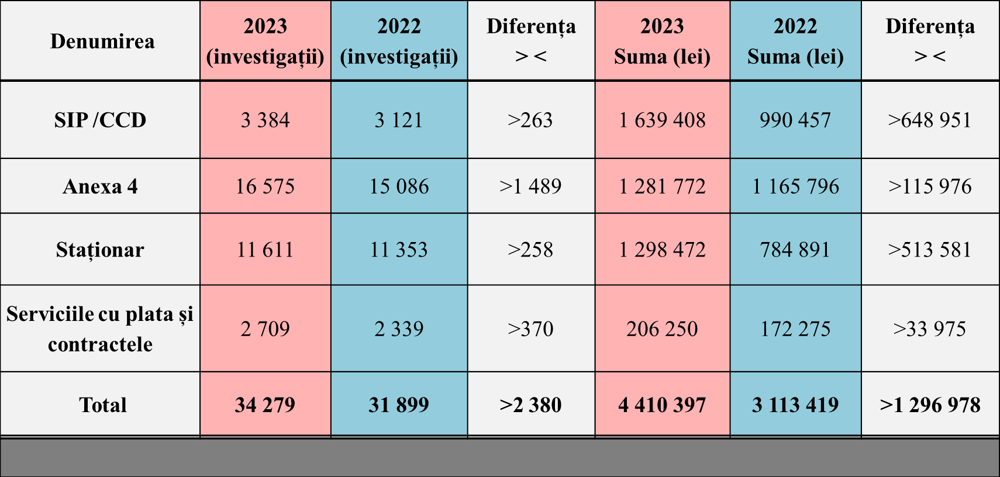 Denumirea 2023 (investigații) 2022 (investigații) Diferența > < 2023 Suma (lei) 2022 Suma (lei) Diferența > <
SIP /CCD 3 384 3 121 >263 1 639 408 990 457 >648 951
Anexa 4 16 575 15 086 >1 489 1 281 772 1 165 796 >115 976
Staționar 11 611 11 353 >258 1 298 472 784 891 >513 581
Serviciile cu plata și contractele 2 709 2 339 >370 206 250 172 275 >33 975
Total 34 279 31 899 >2 380 4 410 397 3 113 419 >1 296 978